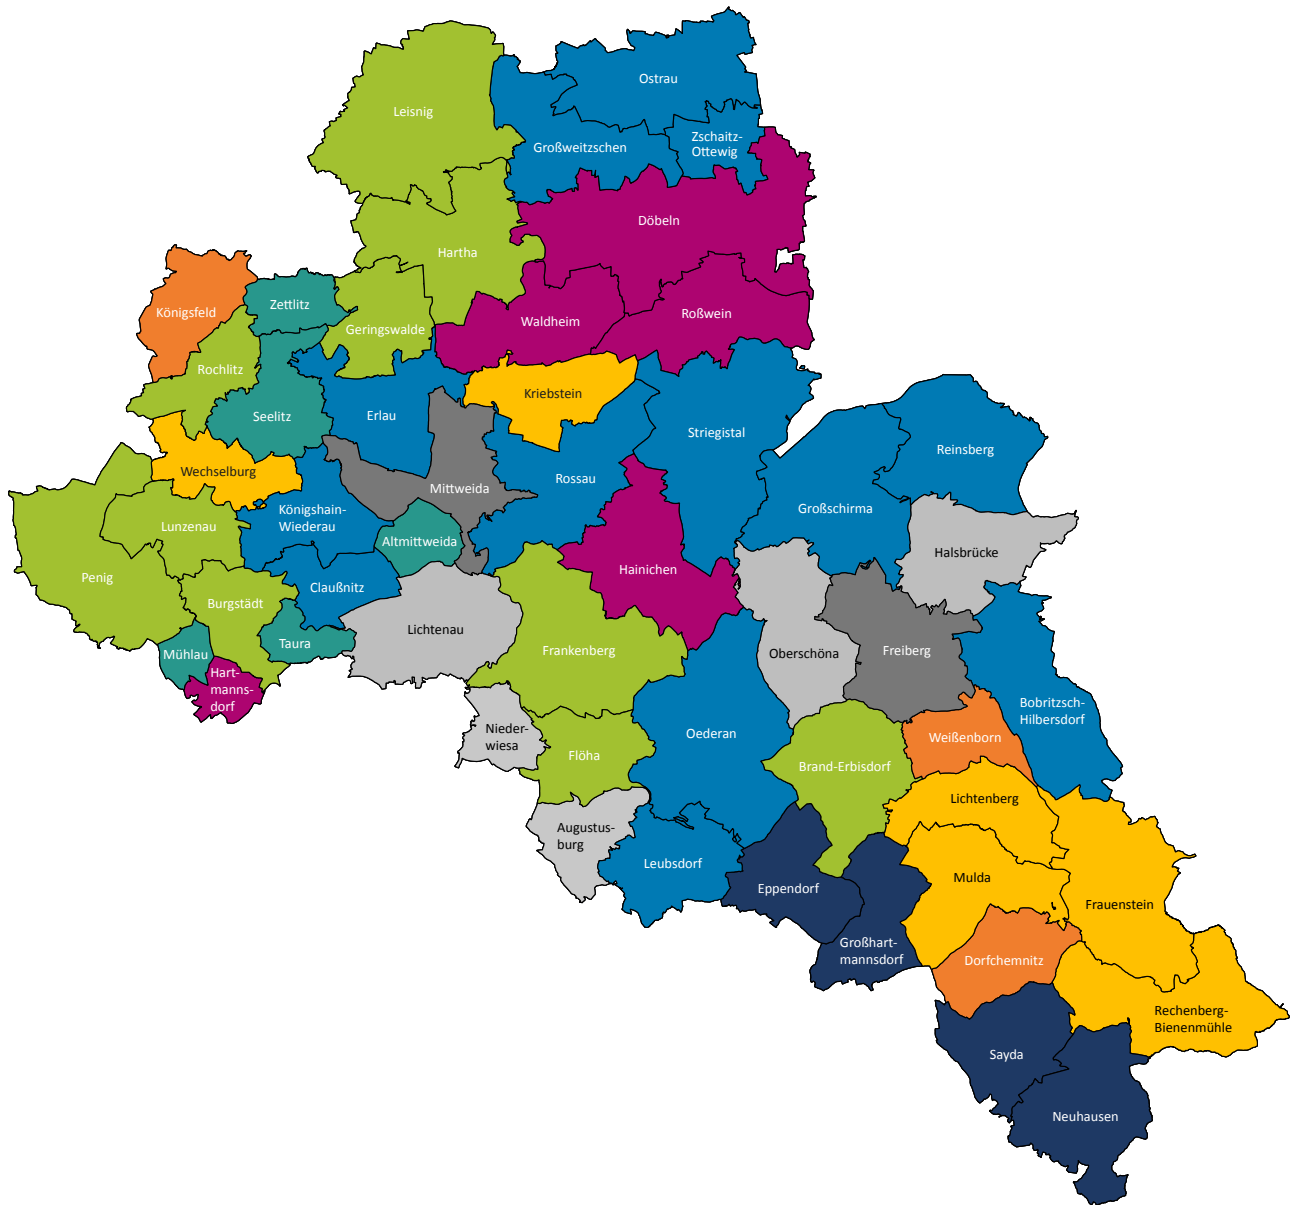 Ostrau
Leisnig
Zschaitz-
Ottewig
Großweitzschen
Döbeln
Hartha
Zettlitz
Königsfeld
Roßwein
Waldheim
Geringswalde
Rochlitz
Kriebstein
Seelitz
Erlau
Striegistal
Reinsberg
Wechselburg
Rossau
Mittweida
Königshain-
Wiederau
Großschirma
Lunzenau
Altmittweida
Halsbrücke
Hainichen
Penig
Claußnitz
Burgstädt
Lichtenau
Taura
Frankenberg
Freiberg
Oberschöna
Mühlau
Hart-
manns-
dorf
Bobritzsch-
Hilbersdorf
Nieder-
wiesa
Oederan
Weißenborn
Flöha
Brand-Erbisdorf
Lichtenberg
Augustus-
burg
Leubsdorf
Mulda
Eppendorf
Frauenstein
Großhart-
mannsdorf
Dorfchemnitz
Rechenberg-
Bienenmühle
Sayda
Neuhausen